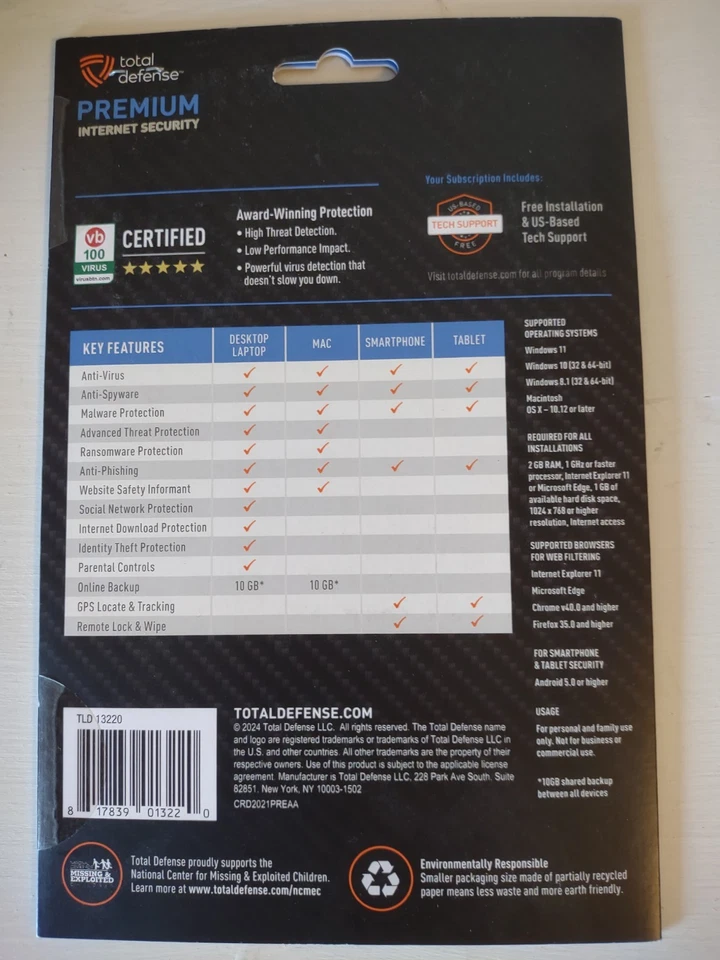 total
defense™
PREMIUM
INTERNET SECURITY
vb
100
VIRUS
virusbtn.com
CERTIFIED
Award-Winning Protection
• High Threat Detection.
• Low Performance Impact.
• Powerful virus detection that
doesn't slow you down.
Your Subscription Includes:
US-BASED
TECH SUPPORT
FREE
Free Installation
& US-Based
Tech Support
Visit totaldefense.com for all program details
KEY FEATURES DESKTOP LAPTOP MAC SMARTPHONE TABLET
Anti-Virus ✓ ✓ ✓ ✓
Anti-Spyware ✓ ✓ ✓ ✓
Malware Protection ✓ ✓ ✓ ✓
Advanced Threat Protection ✓ ✓
Ransomware Protection ✓ ✓
Anti-Phishing ✓ ✓ ✓ ✓
Website Safety Informant ✓ ✓
Social Network Protection ✓
Internet Download Protection ✓
Identity Theft Protection ✓
Parental Controls ✓
Online Backup 10 GB* 10 GB*
GPS Locate & Tracking ✓ ✓
Remote Lock & Wipe ✓ ✓
SUPPORTED
OPERATING SYSTEMS
Windows 11
Windows 10 (32 & 64-bit)
Windows 8.1 (32 & 64-bit)
Macintosh
OS X – 10.12 or later
REQUIRED FOR ALL
INSTALLATIONS
2 GB RAM, 1 GHz or faster
processor, Internet Explorer 11
or Microsoft Edge, 1 GB of
available hard disk space,
1024 x 768 or higher
resolution, Internet access
SUPPORTED BROWSERS
FOR WEB FILTERING
Internet Explorer 11
Microsoft Edge
Chrome v40.0 and higher
Firefox 35.0 and higher
FOR SMARTPHONE
& TABLET SECURITY
Android 5.0 or higher
USAGE
For personal and family use
only. Not for business or
commercial use.
*10GB shared backup
between all devices
TLD 13220
8 17839 01322 0
TOTALDEFENSE.COM
© 2024 Total Defense LLC. All rights reserved. The Total Defense name
and logo are registered trademarks or trademarks of Total Defense LLC in
the U.S. and other countries. All other trademarks are the property of their
respective owners. Use of this product is subject to the applicable license
agreement. Manufacturer is Total Defense LLC, 228 Park Ave South, Suite
82851, New York, NY 10003-1502
CRD2021PREAA
MISSING &
EXPLOITED
Total Defense proudly supports the
National Center for Missing & Exploited Children.
Learn more at www.totaldefense.com/ncmec
Environmentally Responsible
Smaller packaging size made of partially recycled
paper means less waste and more earth friendly.